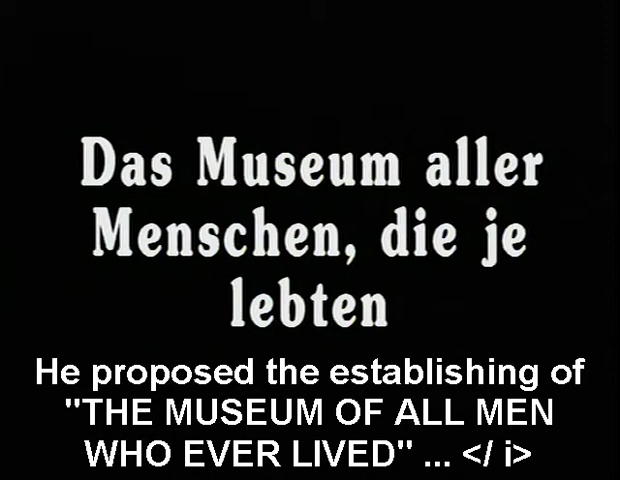 Das Museum aller
Menschen, die je
lebten
He proposed the establishing of
"THE MUSEUM OF ALL MEN
WHO EVER LIVED" ... </ i>